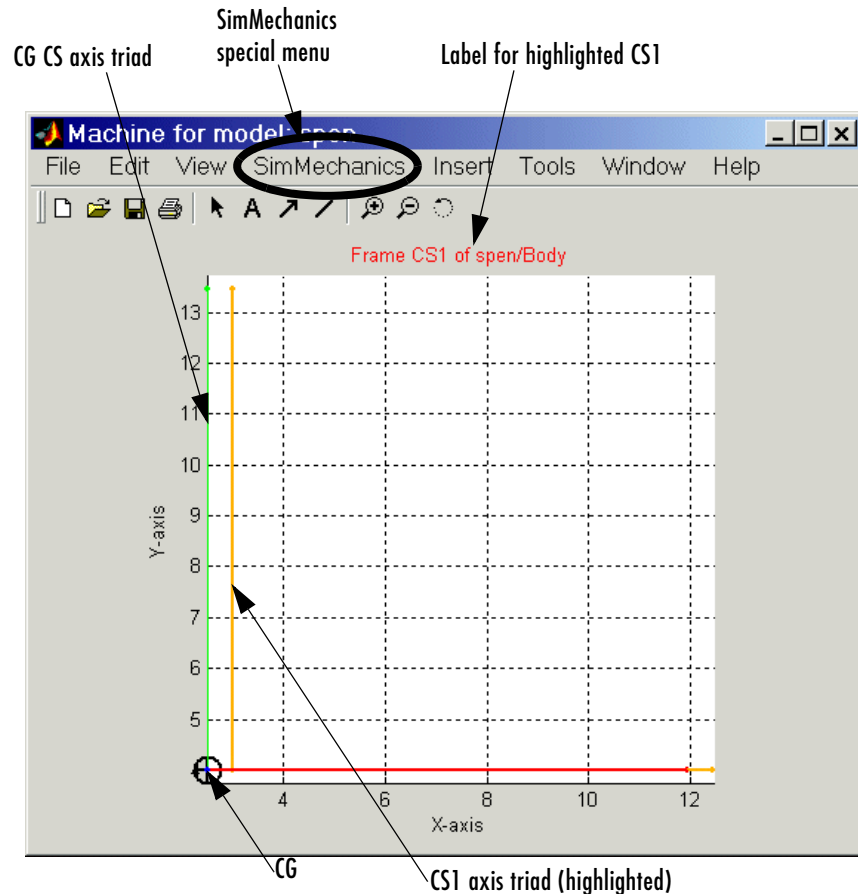 SimMechanics
special menu
CG CS axis triad
Label for highlighted CS1
Machine for model: spen
File Edit View SimMechanics Insert Tools Window Help
A
Frame CS1 of spen/Body
13
12
11
10
9
8
7
6
5
Y-axis
4 6 8 10 12
X-axis
CG
CS1 axis triad (highlighted)